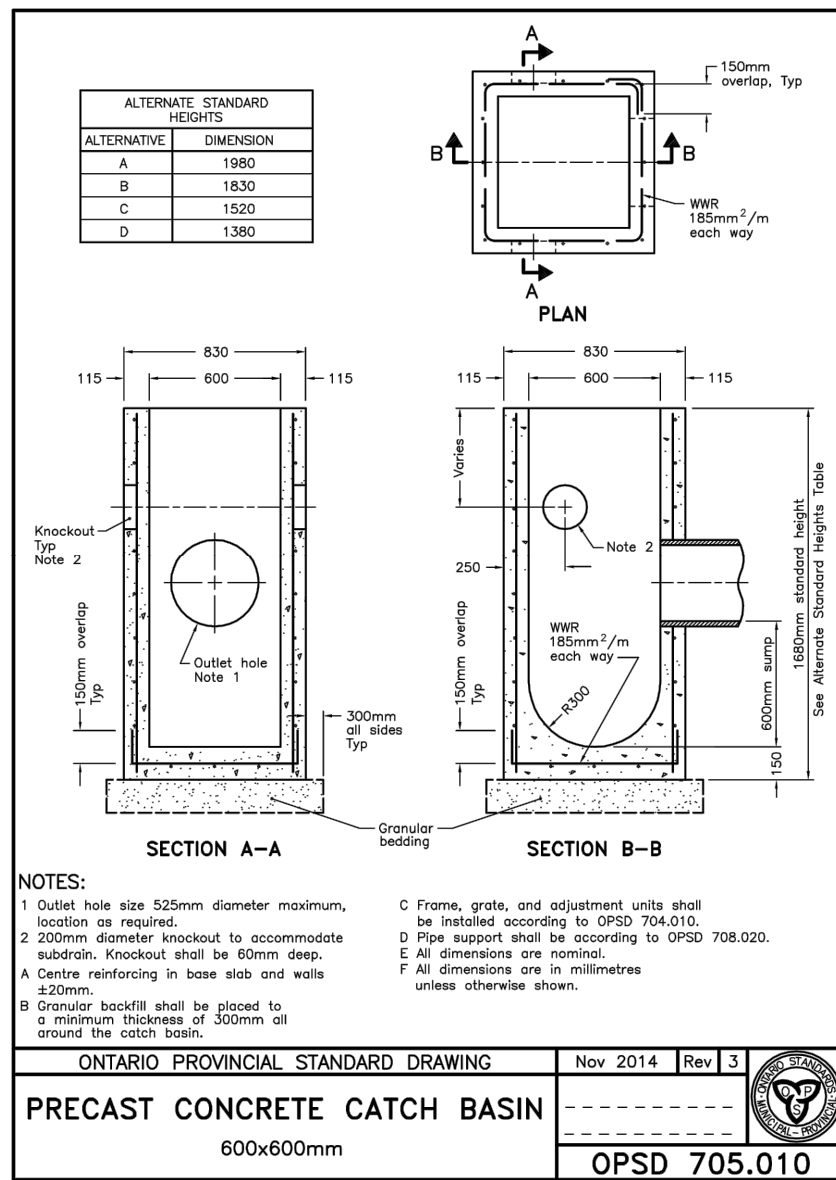 ALTERNATE STANDARD
HEIGHTS
ALTERNATIVE DIMENSION
A 1980
B 1830
C 1520
D 1380
A
150mm
overlap, Typ
B B
WWR
185mm²/m
each way
A
PLAN
830
115 600 115
Knockout
Typ
Note 2
Outlet hole
Note 1
150mm overlap
Typ
300mm
all sides
Typ
SECTION A–A
830
115 600 115
Varies
Note 2
250
WWR
185mm²/m
each way
150mm overlap
Typ
R300
600mm sump
150
1680mm standard height
See Alternate Standard Heights Table
Granular
bedding
SECTION B–B
NOTES:
1 Outlet hole size 525mm diameter maximum,
location as required.
2 200mm diameter knockout to accommodate
subdrain. Knockout shall be 60mm deep.
A Centre reinforcing in base slab and walls
±20mm.
B Granular backfill shall be placed to
a minimum thickness of 300mm all
around the catch basin.
C Frame, grate, and adjustment units shall
be installed according to OPSD 704.010.
D Pipe support shall be according to OPSD 708.020.
E All dimensions are nominal.
F All dimensions are in millimetres
unless otherwise shown.
ONTARIO PROVINCIAL STANDARD DRAWING
Nov 2014 Rev 3
PRECAST CONCRETE CATCH BASIN
600x600mm
ONTARIO STANDARDS
MUNICIPAL–PROVINCIAL
O P
S
OPSD 705.010